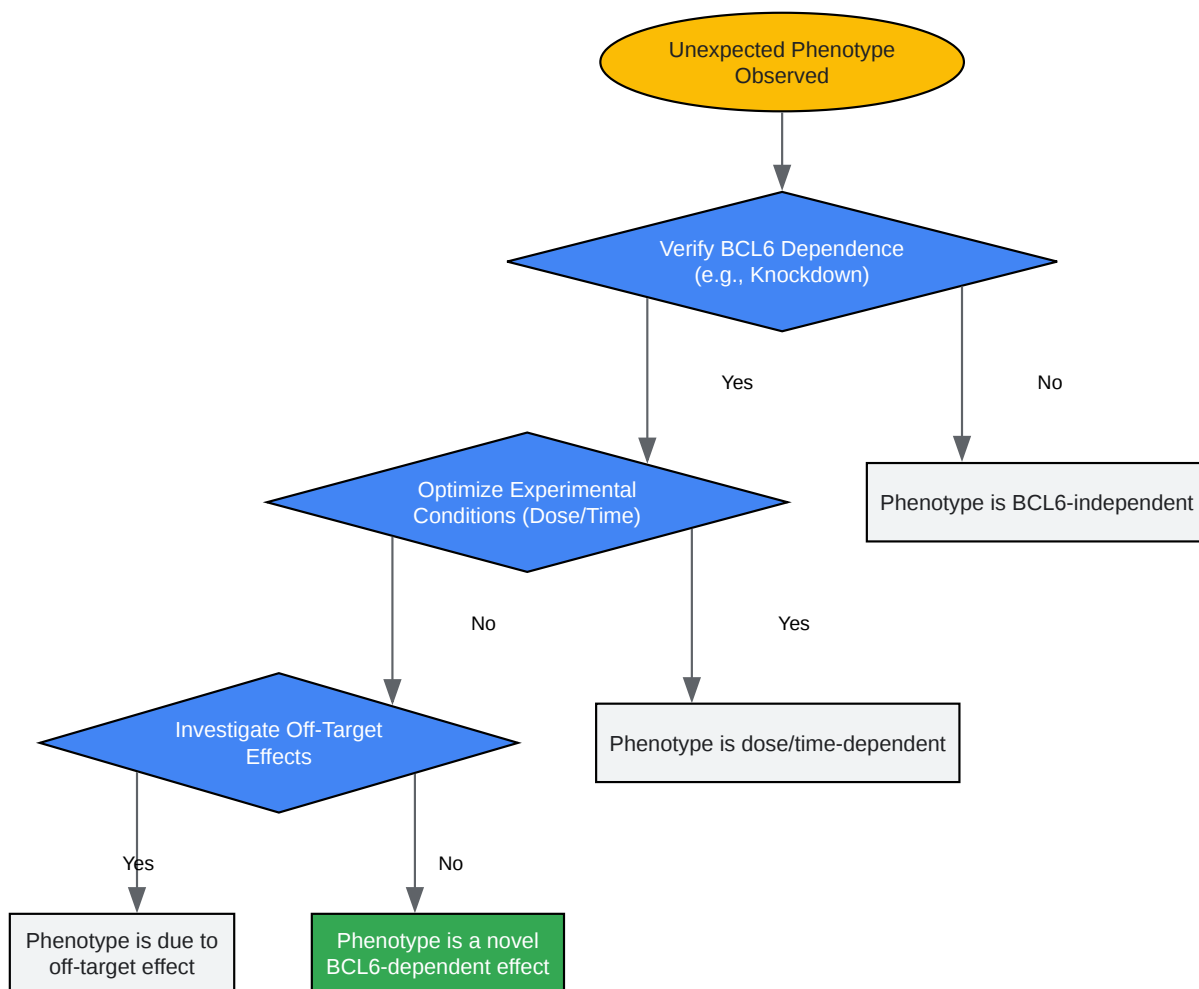 Unexpected Phenotype
Observed
Verify BCL6 Dependence
(e.g., Knockdown)
Yes
No
Optimize Experimental
Conditions (Dose/Time)
Phenotype is BCL6-independent
No
Yes
Investigate Off-Target
Effects
Phenotype is dose/time-dependent
Yes
No
Phenotype is due to
off-target effect
Phenotype is a novel
BCL6-dependent effect